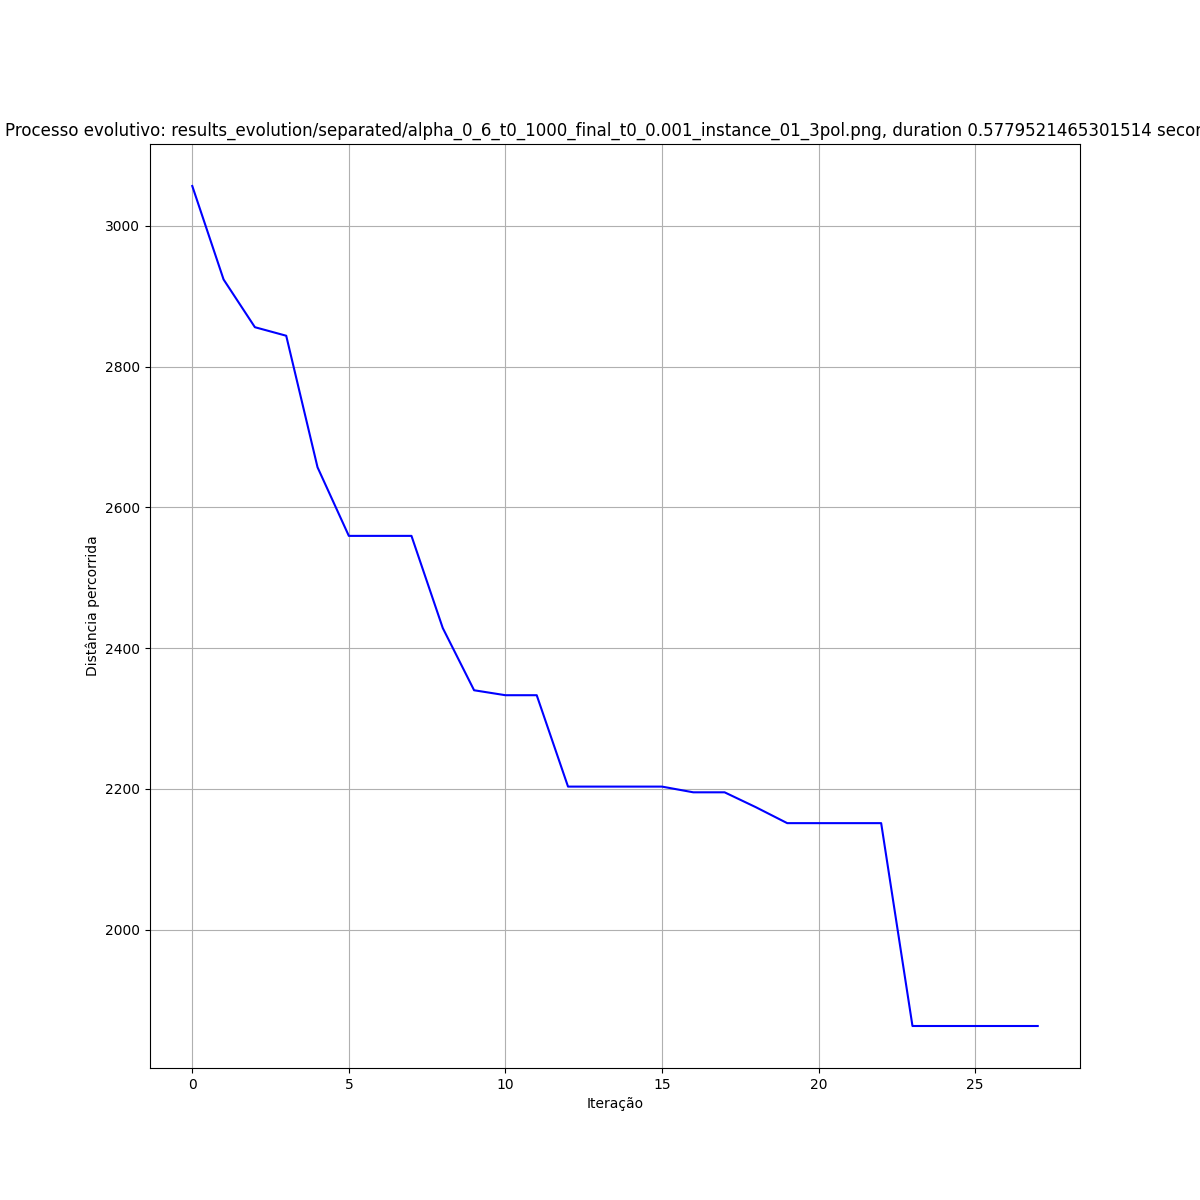 Processo evolutivo: results_evolution/separated/alpha_0_6_t0_1000_final_t0_0.001_instance_01_3pol.png, duration 0.5779521465301514
3000
2800
2600
2400
2200
2000
Distância percorrida
0 5 10 15 20 25
Iteração